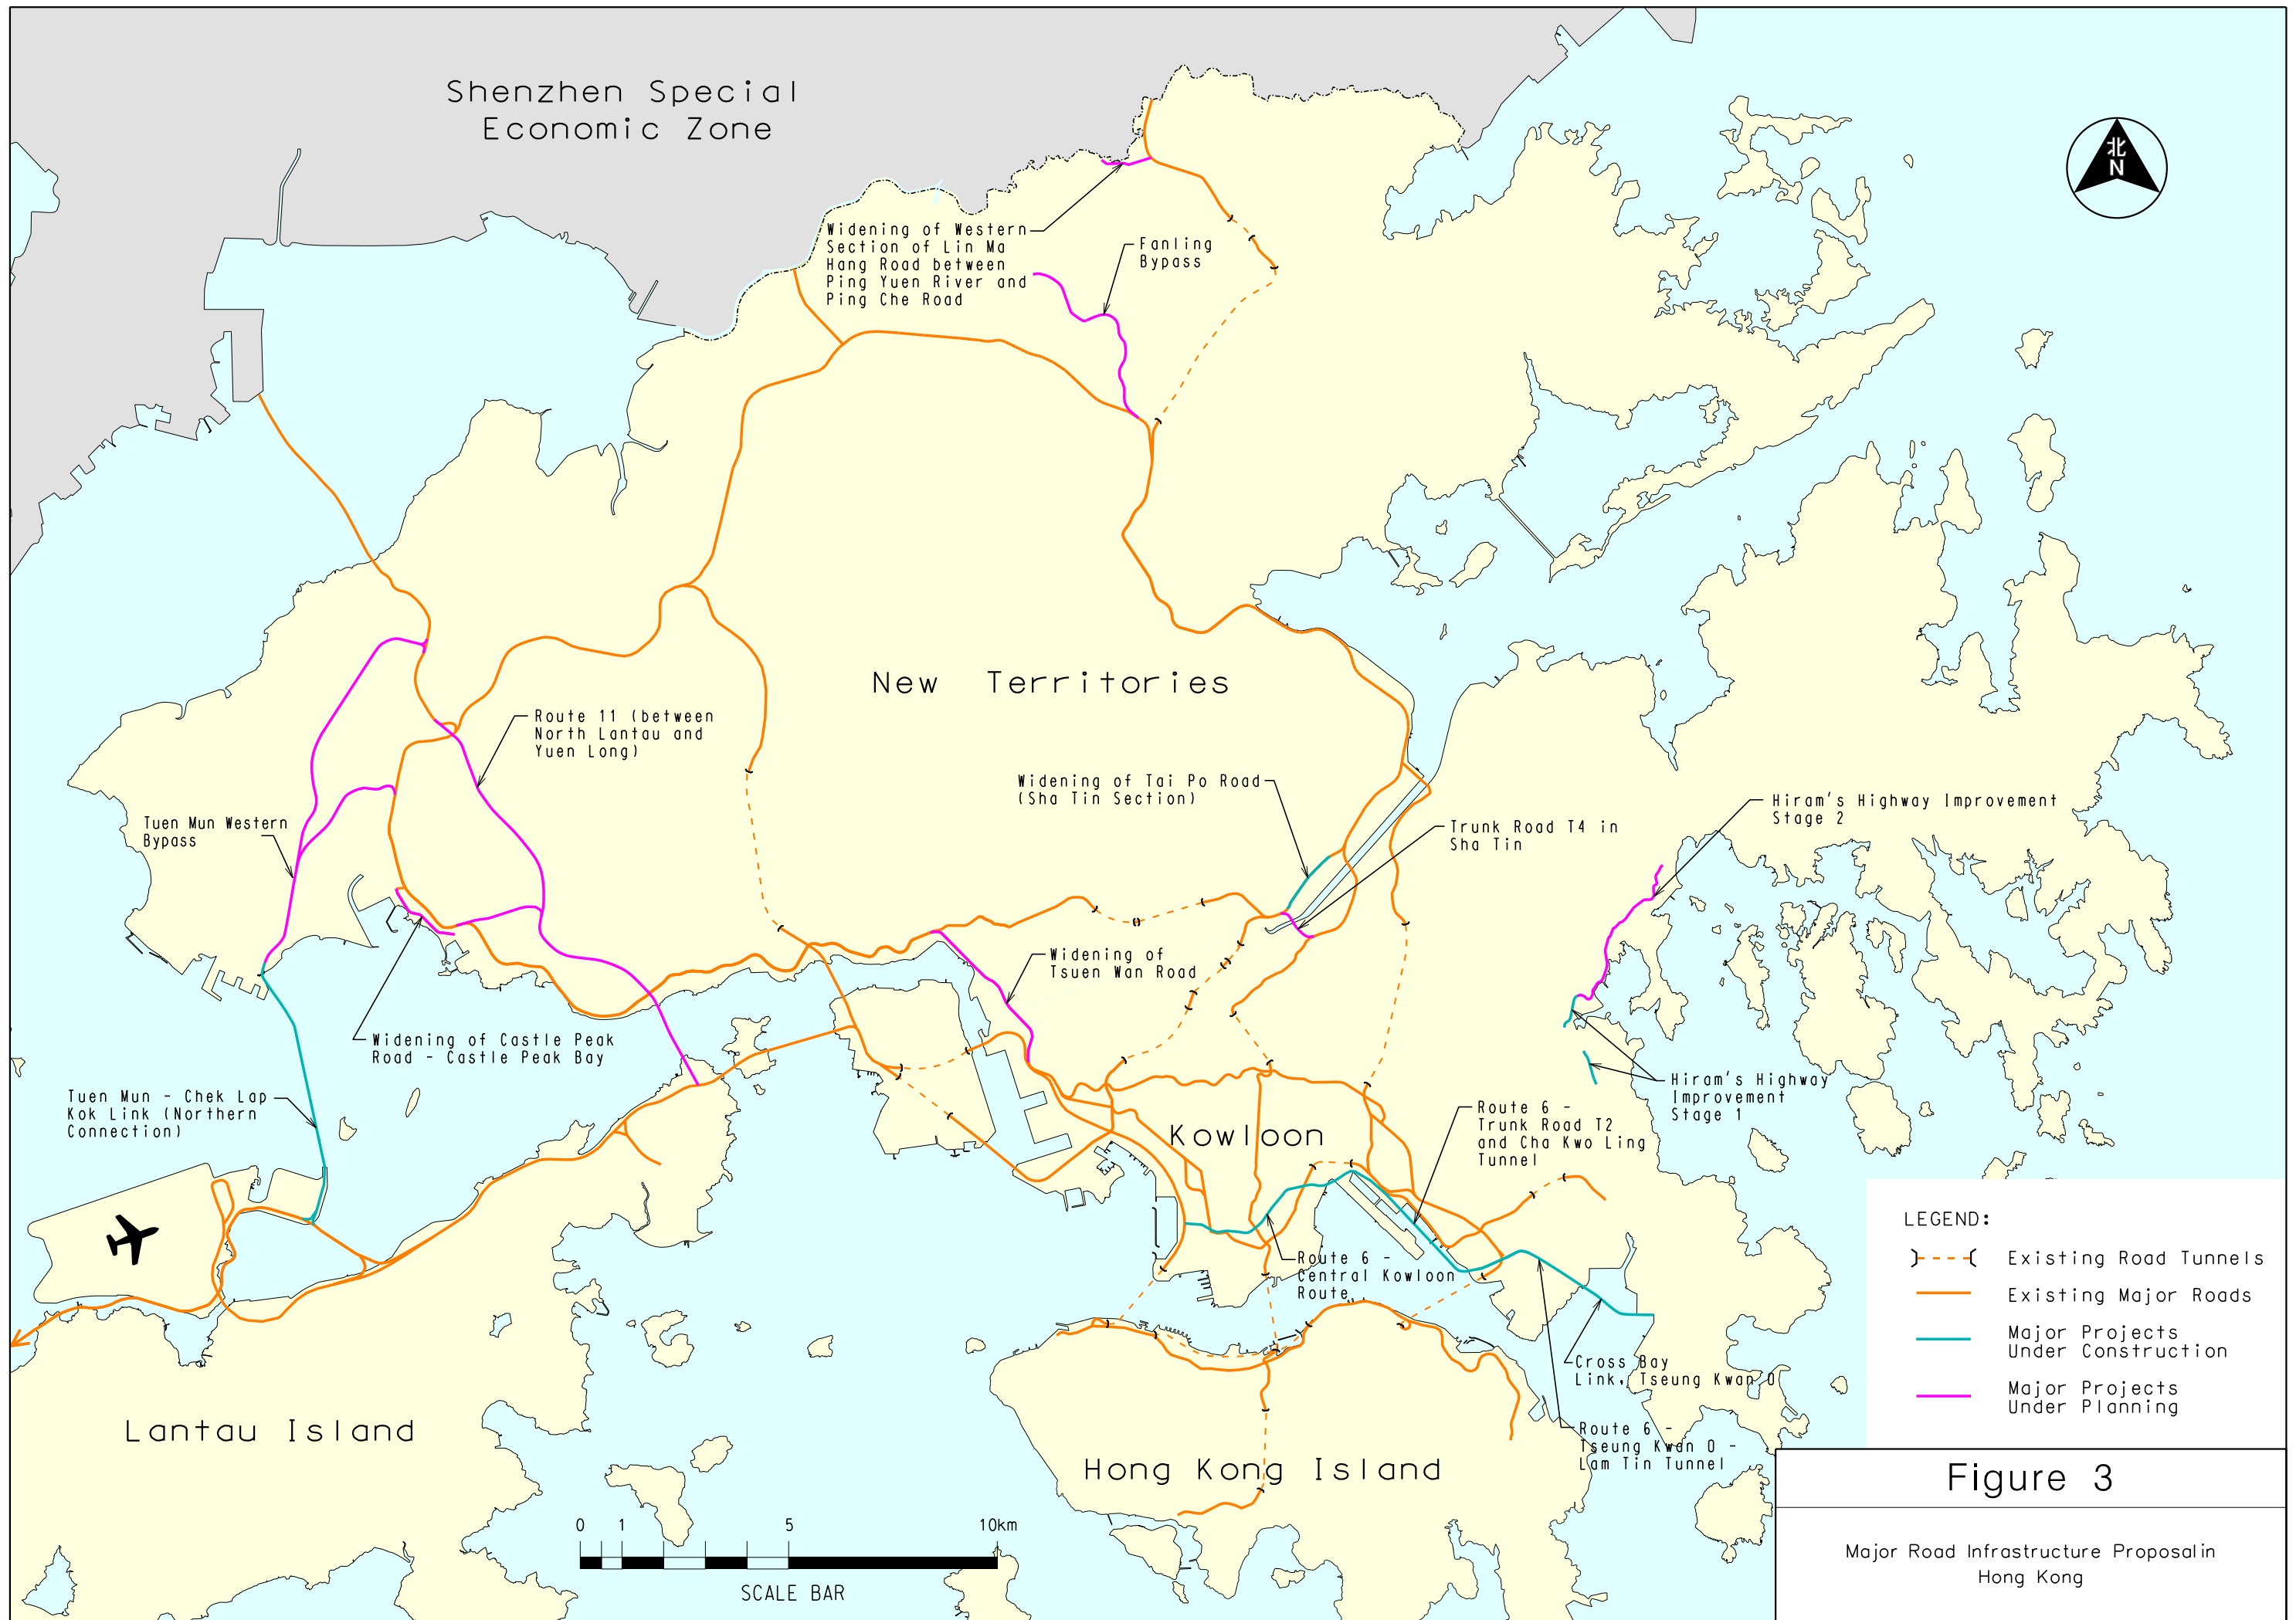 Shenzhen Special
Economic Zone
北
N
Widening of Western
Section of Lin Ma
Hang Road between
Ping Yuen River and
Ping Che Road
Fanling
Bypass
New Territories
Route 11 (between
North Lantau and
Yuen Long)
Widening of Tai Po Road
(Sha Tin Section)
Trunk Road T4 in
Sha Tin
Hiram's Highway Improvement
Stage 2
Tuen Mun Western
Bypass
Widening of
Tsuen Wan Road
Widening of Castle Peak
Road - Castle Peak Bay
Tuen Mun - Chek Lap
Kok Link (Northern
Connection)
Hiram's Highway
Improvement
Stage 1
Route 6 -
Trunk Road T2
and Cha Kwo Ling
Tunnel
Kowloon
Route 6 -
Central Kowloon
Route
Cross Bay
Link, Tseung Kwan O
Route 6 -
Tseung Kwan O -
Lam Tin Tunnel
Lantau Island
Hong Kong Island
0 1 5 10km
SCALE BAR
LEGEND:
Existing Road Tunnels
Existing Major Roads
Major Projects
Under Construction
Major Projects
Under Planning
Figure 3
Major Road Infrastructure Proposalin
Hong Kong